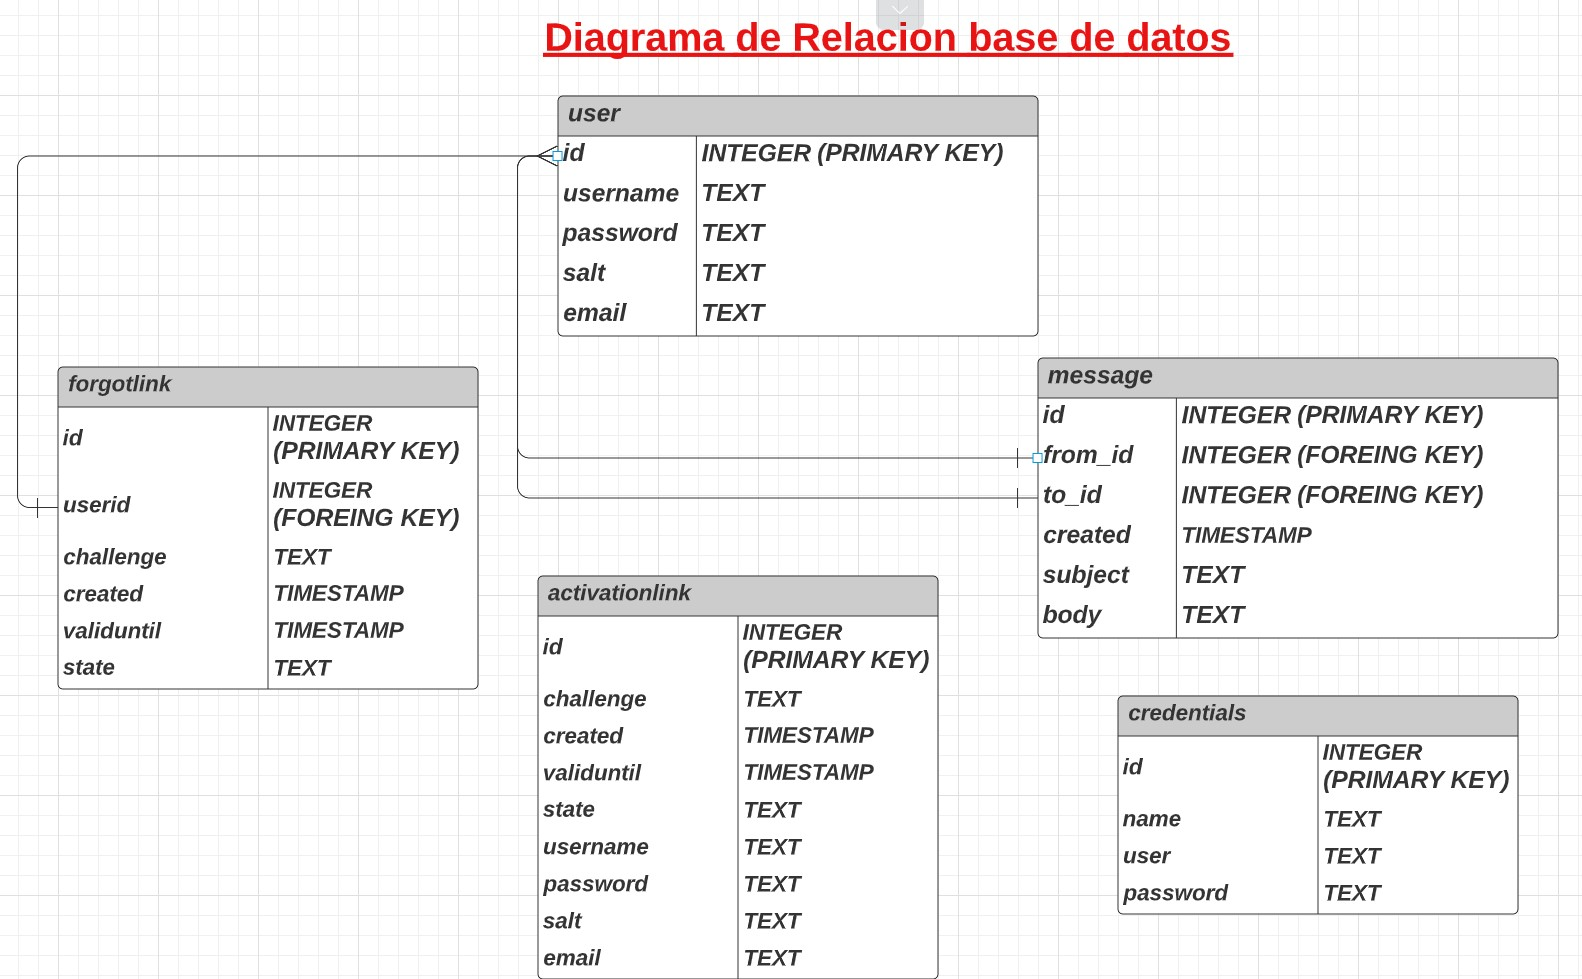 Diagrama de Relacion base de datos
user
id INTEGER (PRIMARY KEY)
username TEXT
password TEXT
salt TEXT
email TEXT
forgotlink
id INTEGER
(PRIMARY KEY)
userid INTEGER
(FOREING KEY)
challenge TEXT
created TIMESTAMP
validuntil TIMESTAMP
state TEXT
message
id INTEGER (PRIMARY KEY)
from_id INTEGER (FOREING KEY)
to_id INTEGER (FOREING KEY)
created TIMESTAMP
subject TEXT
body TEXT
activationlink
id INTEGER
(PRIMARY KEY)
challenge TEXT
created TIMESTAMP
validuntil TIMESTAMP
state TEXT
username TEXT
password TEXT
salt TEXT
email TEXT
credentials
id INTEGER
(PRIMARY KEY)
name TEXT
user TEXT
password TEXT